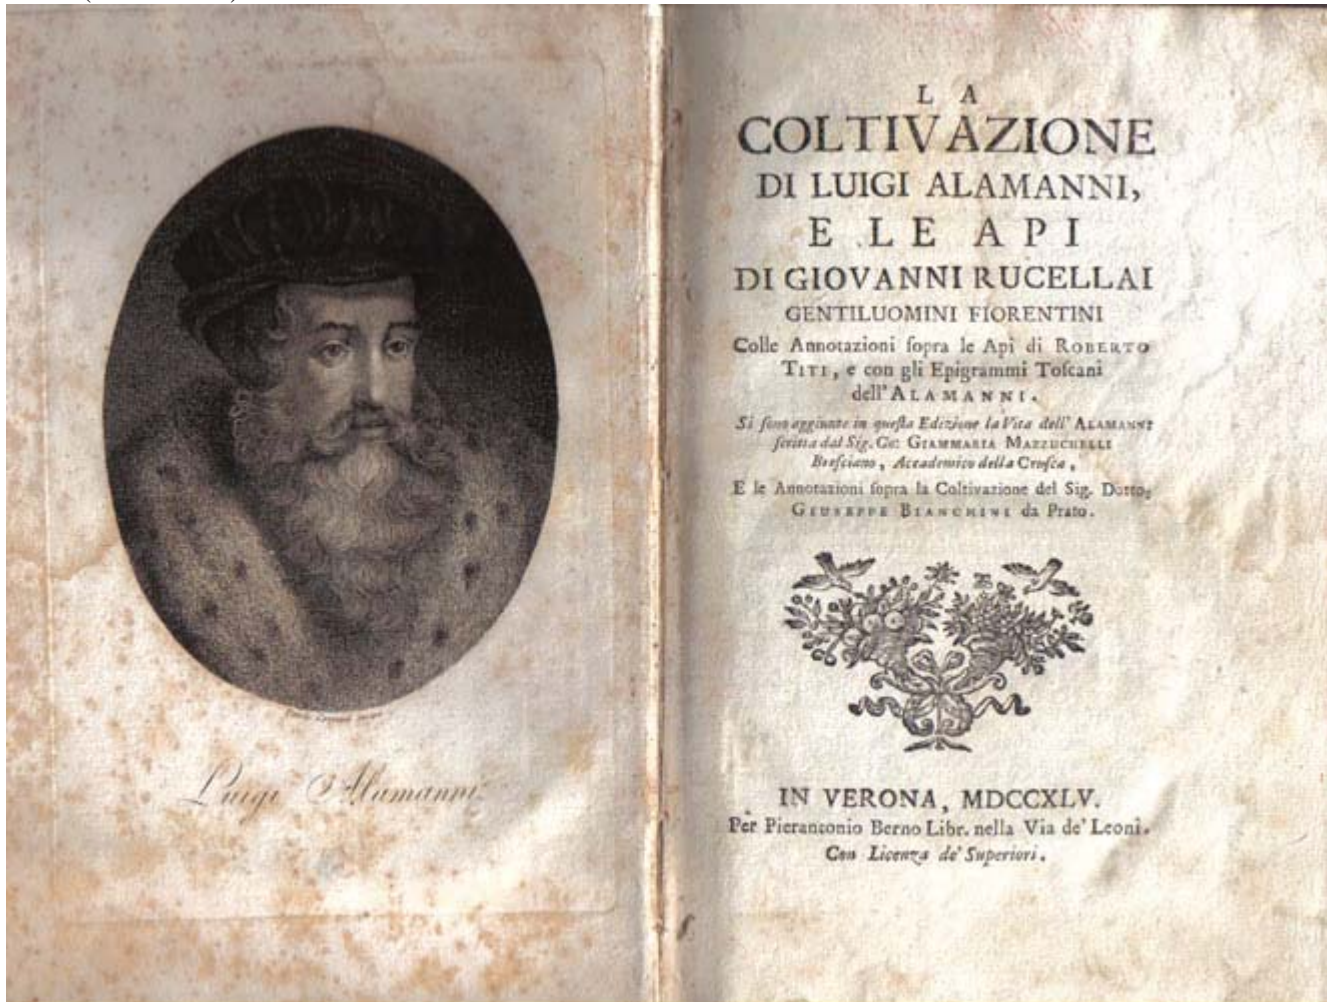 Luigi Alamanni
LA
COLTIVAZIONE
DI LUIGI ALAMANNI,
E LE API
DI GIOVANNI RUCELLAI
GENTILUOMINI FIORENTINI
Colle Annotazioni ſopra le Api di ROBERTO
TITI, e con gli Epigrammi Toſcani
dell'ALAMANNI.
Si ſono aggiunte in queſta Edizione la Vita dell'ALAMANNI
ſcritta dal Sig. Co: GIAMMARIA MAZZUCHELLI
Breſciano, Accademico della Cruſca,
E le Annotazioni ſopra la Coltivazione del Sig. Dotto,
GIUSEPPE BIANCHINI da Prato.
IN VERONA, MDCCXLV.
Per Pierantonio Berno Libr. nella Via de' Leoni.
Con Licenza de' Superiori.